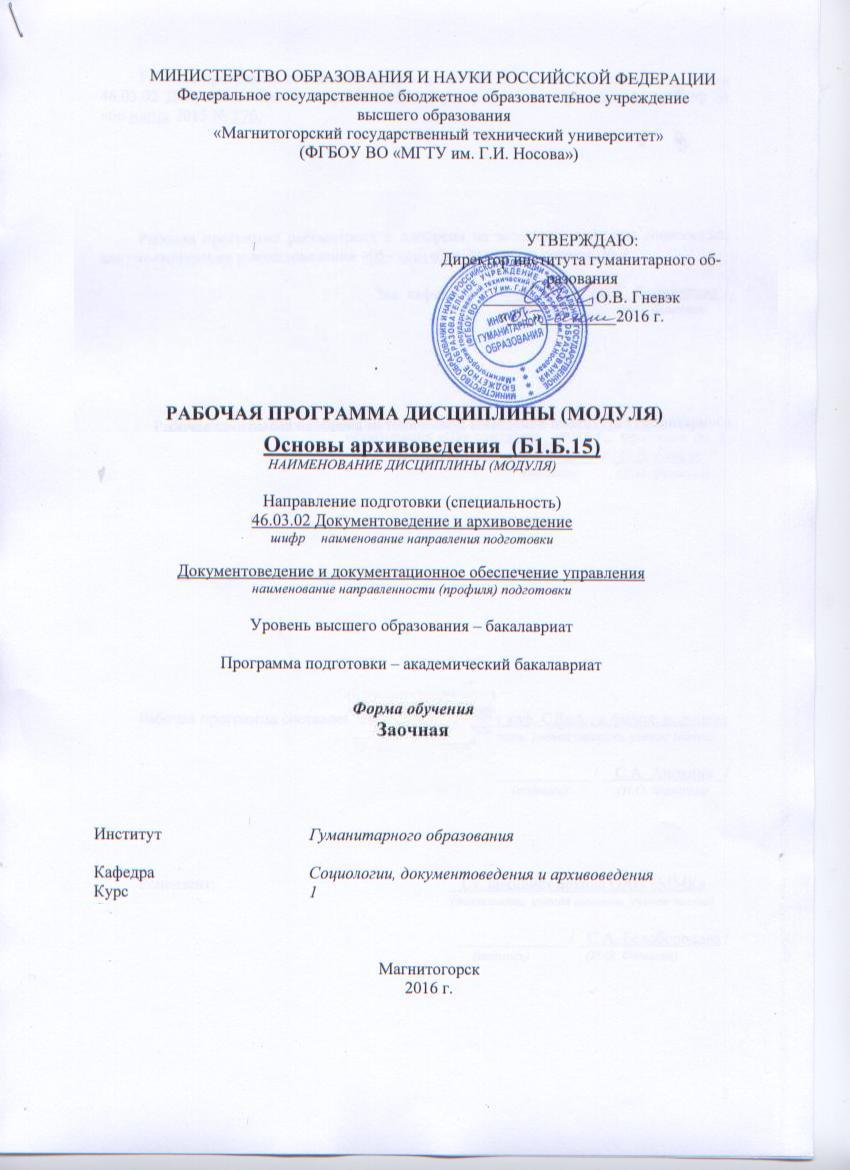 МИНИСТЕРСТВО ОБРАЗОВАНИЯ И НАУКИ РОССИЙСКОЙ ФЕДЕРАЦИИ
Федеральное государственное бюджетное образовательное учреждение
высшего образования
«Магнитогорский государственный технический университет»
(ФГБОУ ВО «МГТУ им. Г.И. Носова»)
УТВЕРЖДАЮ:
Директор института гуманитарного об-
разования
О.В. Гневэк
2016 г.
ИНСТИТУТ
ГУМАНИТАРНОГО
ОБРАЗОВАНИЯ
РАБОЧАЯ ПРОГРАММА ДИСЦИПЛИНЫ (МОДУЛЯ)
Основы архивоведения (Б1.Б.15)
НАИМЕНОВАНИЕ ДИСЦИПЛИНЫ (МОДУЛЯ)
Направление подготовки (специальность)
46.03.02 Документоведение и архивоведение
шифр наименование направления подготовки
Документоведение и документационное обеспечение управления
наименование направленности (профиля) подготовки
Уровень высшего образования – бакалавриат
Программа подготовки – академический бакалавриат
Форма обучения
Заочная
Институт Гуманитарного образования
Кафедра Социологии, документоведения и архивоведения
Курс 1
Магнитогорск
2016 г.